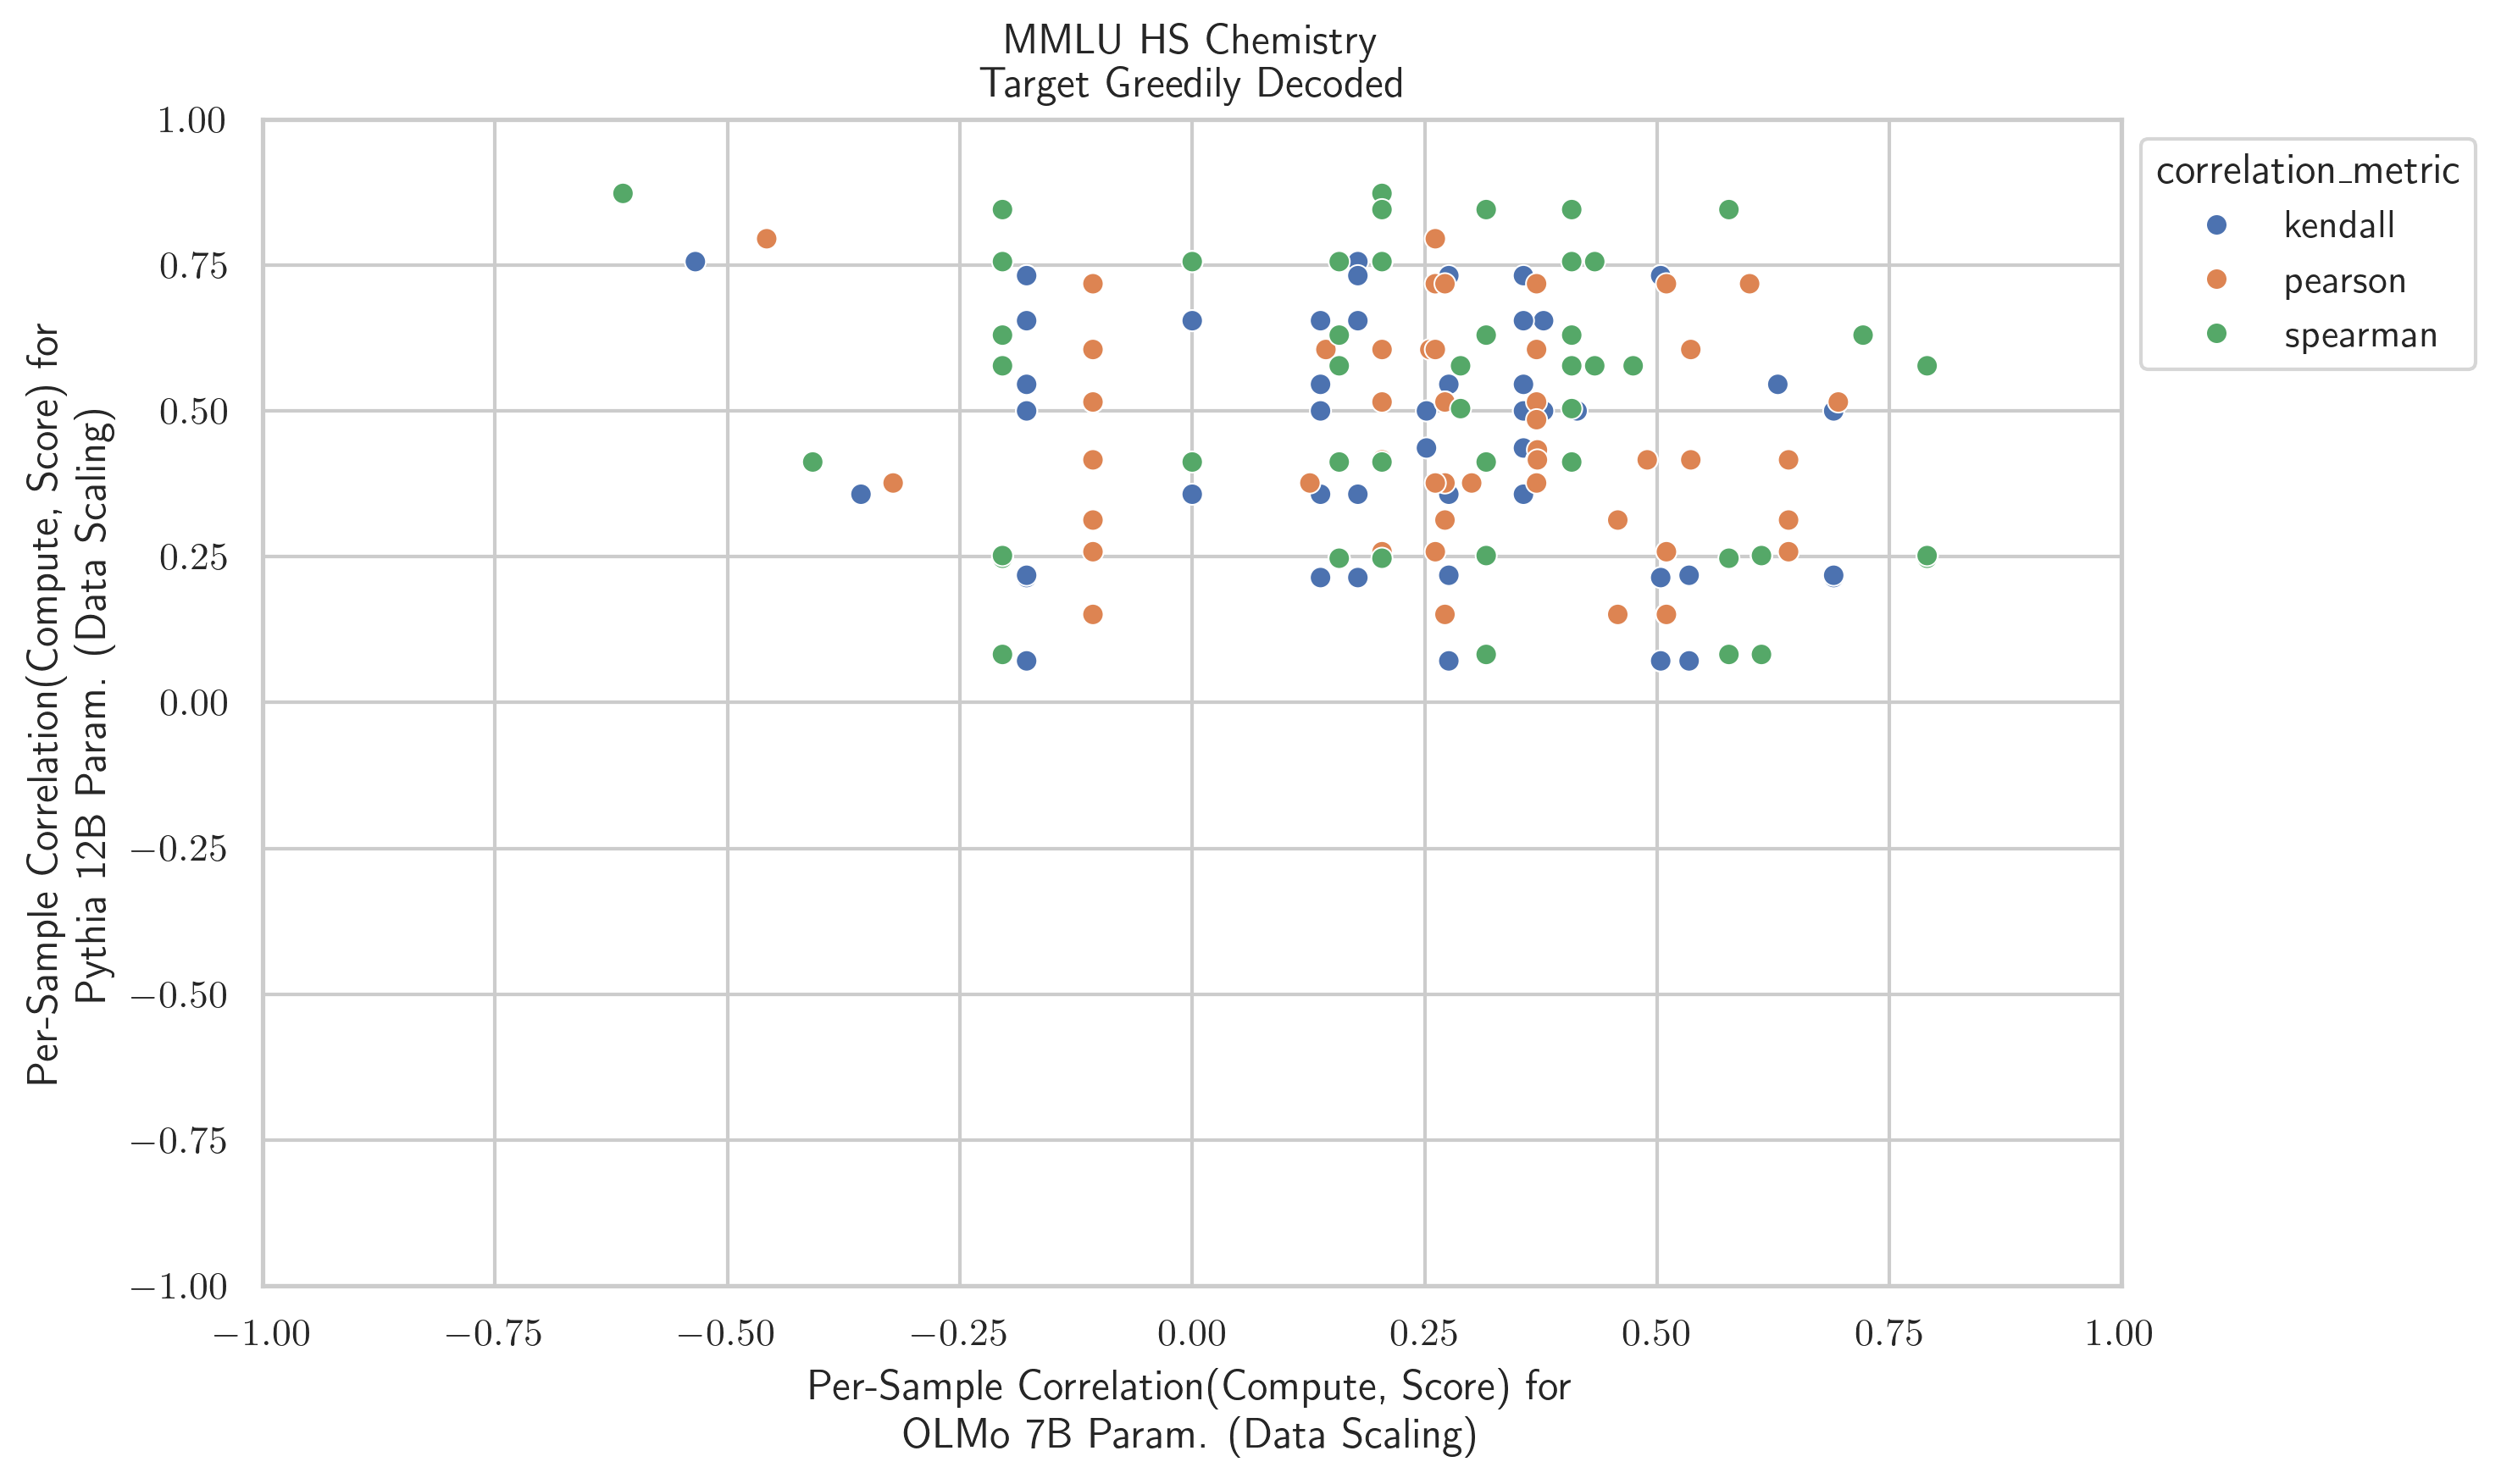 MMLU HS Chemistry
Target Greedily Decoded
Per-Sample Correlation(Compute, Score) for
Pythia 12B Param. (Data Scaling)
1.00
0.75
0.50
0.25
0.00
−0.25
−0.50
−0.75
−1.00
−1.00 −0.75 −0.50 −0.25 0.00 0.25 0.50 0.75 1.00
Per-Sample Correlation(Compute, Score) for
OLMo 7B Param. (Data Scaling)
correlation_metric
kendall
pearson
spearman